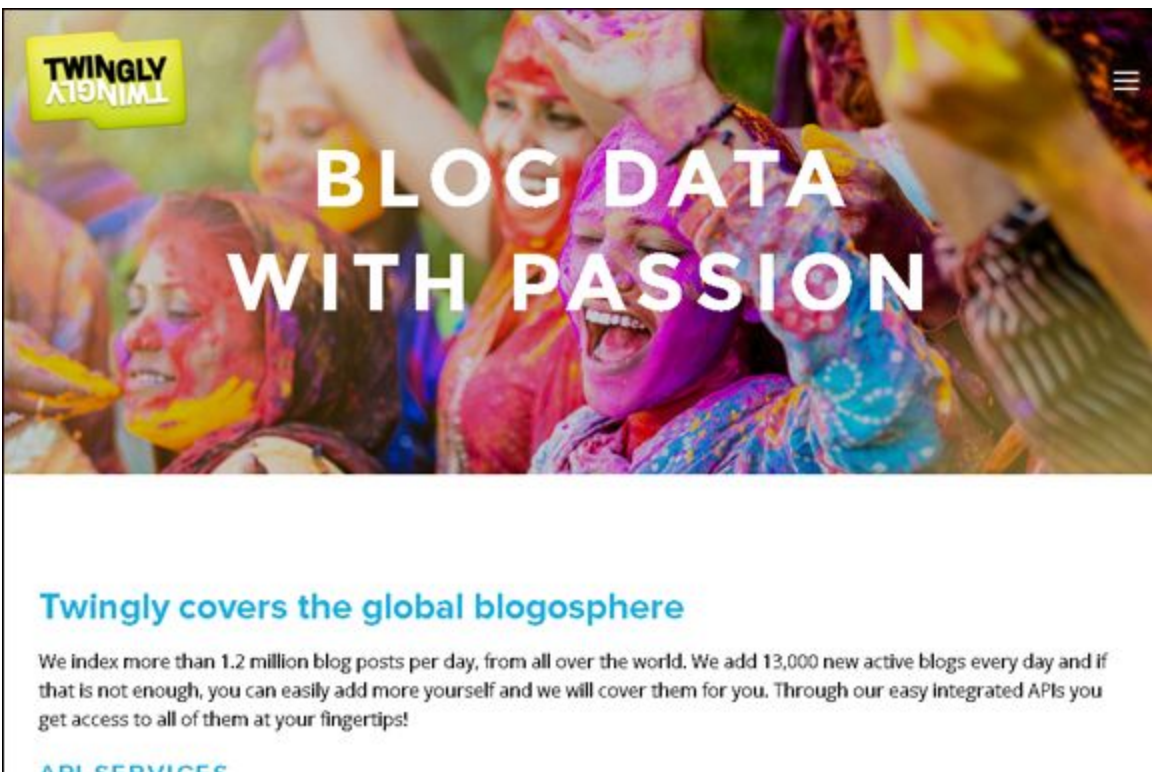 TWINGLY
TWINGLY
BLOG DATA
WITH PASSION
Twingly covers the global blogosphere
We index more than 1.2 million blog posts per day, from all over the world. We add 13,000 new active blogs every day and if
that is not enough, you can easily add more yourself and we will cover them for you. Through our easy integrated APIs you
get access to all of them at your fingertips!
API SERVICES